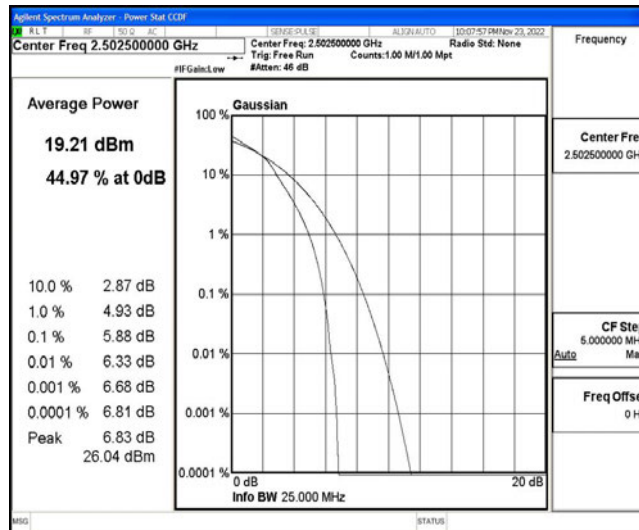 Agilent Spectrum Analyzer - Power Stat CCDF
RLT RF 50 Ω AC SENSE:PULSE ALIGNAUTO 10:07:57 PM Nov 23, 2022
Center Freq 2.502500000 GHz
Center Freq: 2.502500000 GHz
Radio Std: None
Trig: Free Run
Counts:1.00 M/1.00 Mpt
#IFGain:Low
#Atten: 46 dB
Frequency
Average Power
19.21 dBm
44.97 % at 0dB
10.0 % 2.87 dB
1.0 % 4.93 dB
0.1 % 5.88 dB
0.01 % 6.33 dB
0.001 % 6.68 dB
0.0001 % 6.81 dB
Peak 6.83 dB
26.04 dBm
Gaussian
100 %
10 %
1 %
0.1 %
0.01 %
0.001 %
0.0001 %
0 dB
20 dB
Info BW 25.000 MHz
Center Fre
2.502500000 GH
CF Step
5.000000 MH
Auto Ma
Freq Offse
0 H
MSG
STATUS